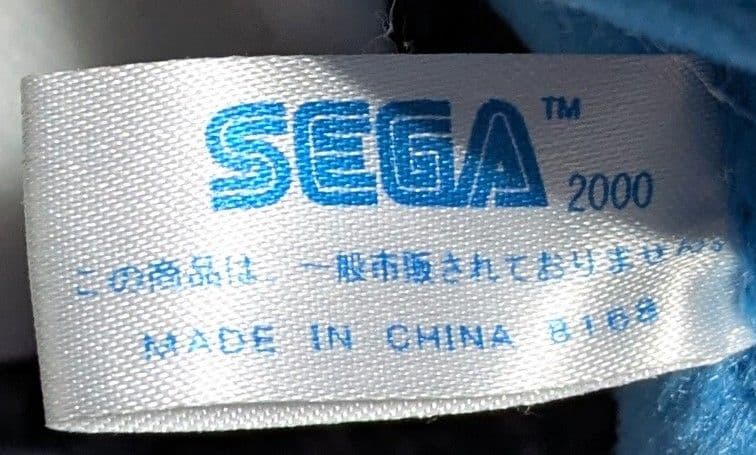 SEGA™ 2000
この商品は、一般市販されておりません。
MADE IN CHINA 8168